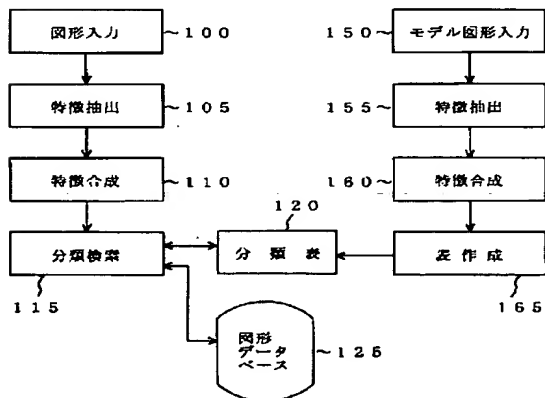 図形入力
100
150
モデル図形入力
特徴抽出
105
155
特徴抽出
特徴合成
110
160
特徴合成
120
分類検索
分類表
表作成
115
165
図形
データ
ベース
125